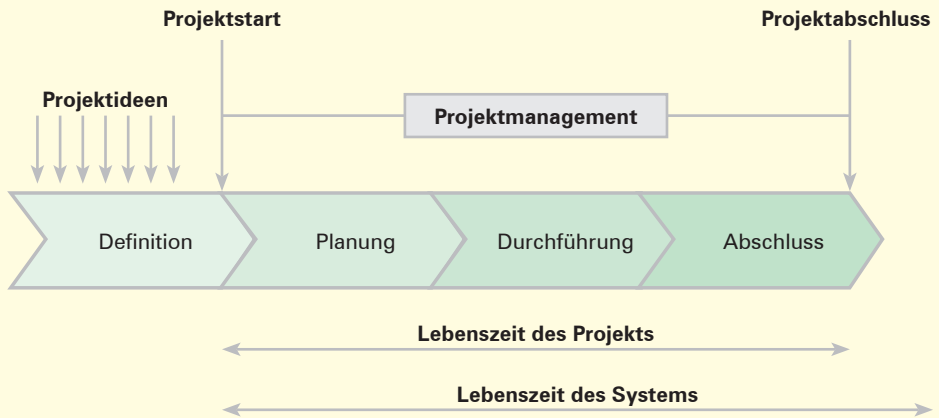 Projektstart
Projektabschluss
Projektideen
Projektmanagement
Definition
Planung
Durchführung
Abschluss
Lebenszeit des Projekts
Lebenszeit des Systems